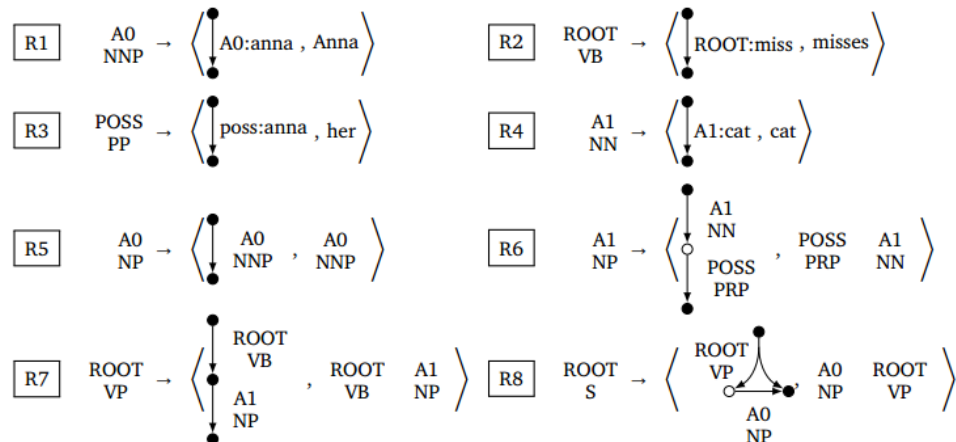 R1 A0 NNP → ⟨ A0:anna , Anna ⟩
R2 ROOT VB → ⟨ ROOT:miss , misses ⟩
R3 POSS PP → ⟨ poss:anna , her ⟩
R4 A1 NN → ⟨ A1:cat , cat ⟩
R5 A0 NP → ⟨ A0 NNP , A0 NNP ⟩
R6 A1 NP → ⟨ A1 NN POSS PRP , POSS PRP A1 NN ⟩
R7 ROOT VP → ⟨ ROOT VB A1 NP , ROOT VB A1 NP ⟩
R8 ROOT S → ⟨ ROOT VP A0 NP , A0 NP ROOT VP ⟩